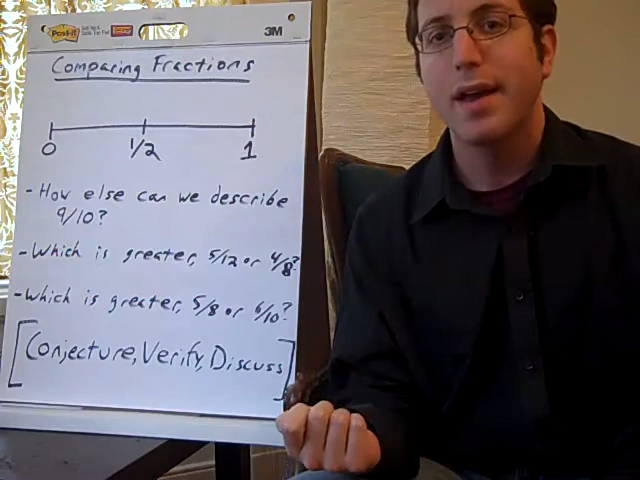 Post-it
3M
Comparing Fractions
0 1/2 1
- How else can we describe
9/10?
- Which is greater, 5/12 or 4/8?
- Which is greater, 5/8 or 6/10?
[Conjecture, Verify, Discuss]